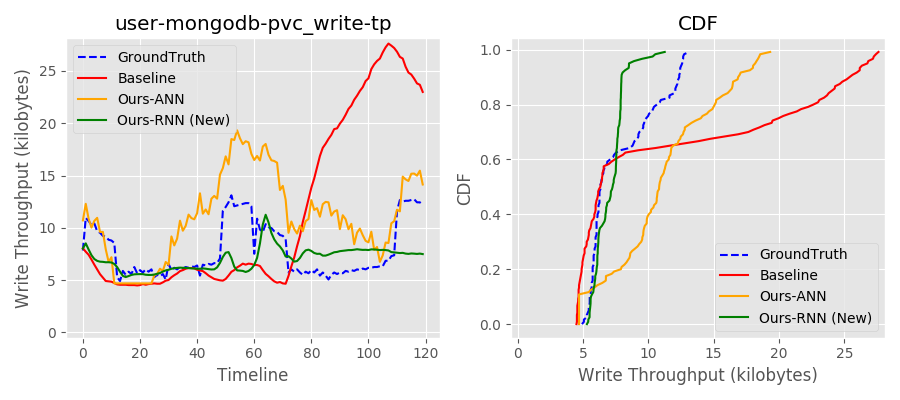 user-mongodb-pvc_write-tp
Write Throughput (kilobytes)
25
20
15
10
5
0
GroundTruth
Baseline
Ours-ANN
Ours-RNN (New)
0
20
40
60
80
100
120
Timeline
CDF
CDF
1.0
0.8
0.6
0.4
0.2
0.0
GroundTruth
Baseline
Ours-ANN
Ours-RNN (New)
0
5
10
15
20
25
Write Throughput (kilobytes)